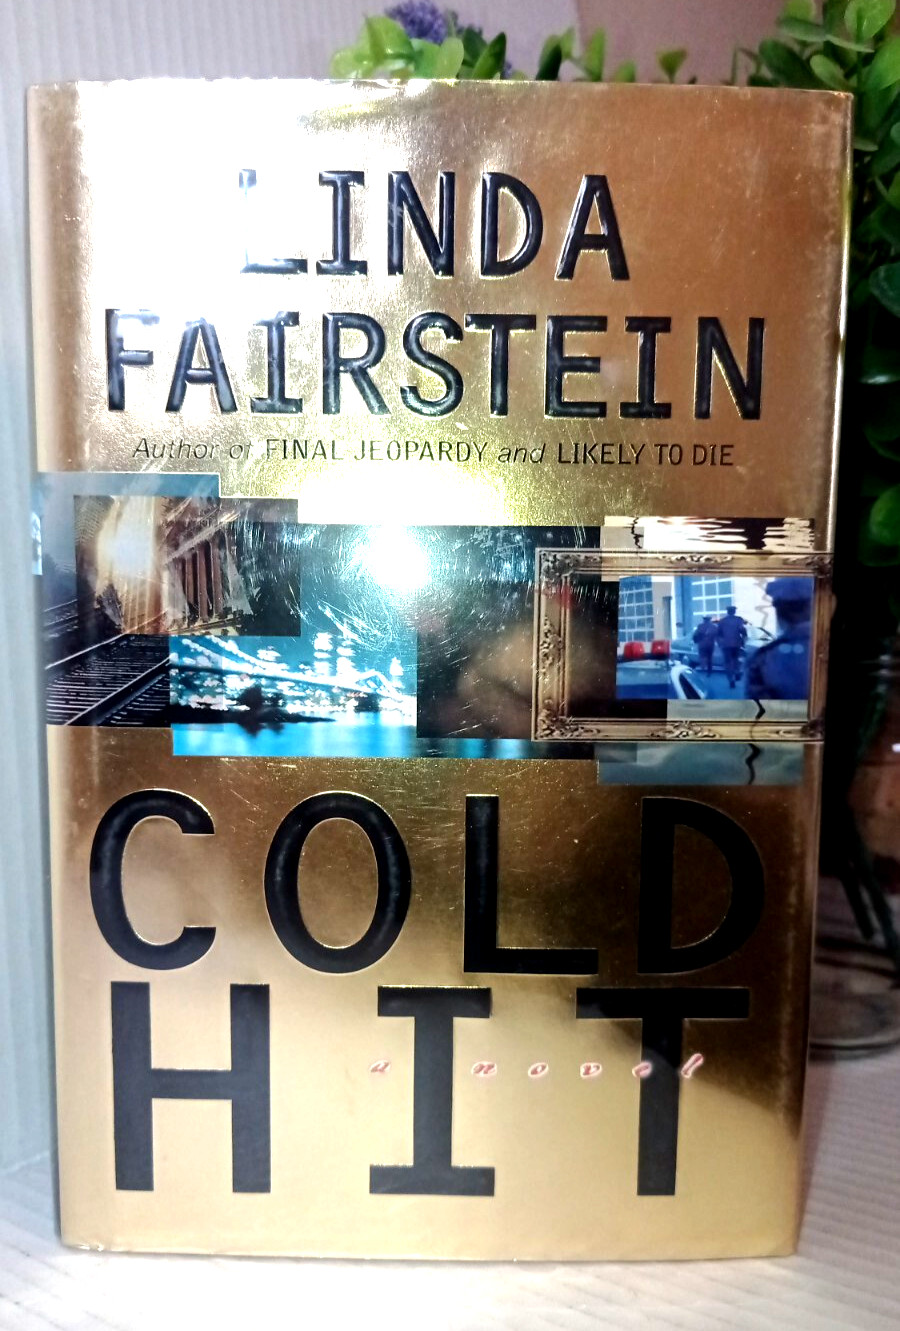 LINDA
FAIRSTEIN
Author of FINAL JEOPARDY and LIKELY TO DIE
COLD
HIT
a novel